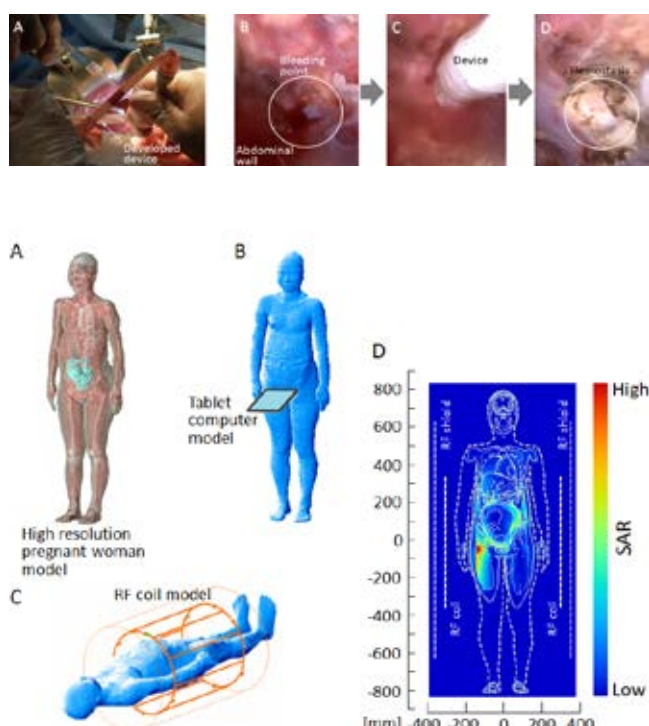 A
Developed
device
B
Bleeding
point
Abdominal
wall
C
Device
D
Hemostasis
A
High resolution
pregnant woman
model
B
Tablet
computer
model
C
RF coil model
D
800
600
400
200
0
-200
-400
-600
-800
[mm] -400 -200 0 200 400
RF shield
RF shield
RF coil
RF coil
High
SAR
Low